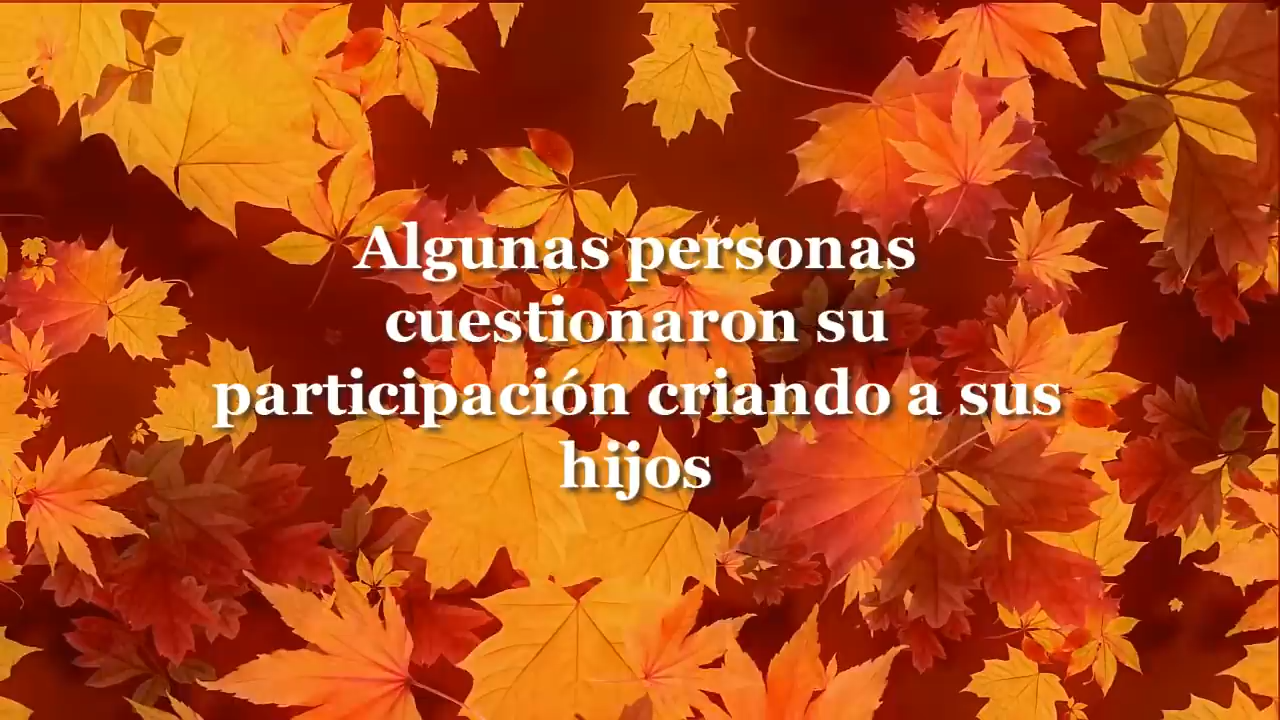 Algunas personas
cuestionaron su
participación criando a sus
hijos